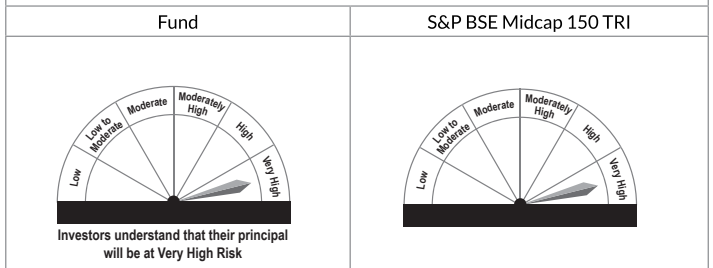 Fund
S&P BSE Midcap 150 TRI
Low
Low to
Moderate
Moderate
Moderately
High
High
Very High
Investors understand that their principal
will be at Very High Risk
Low
Low to
Moderate
Moderate
Moderately
High
High
Very High